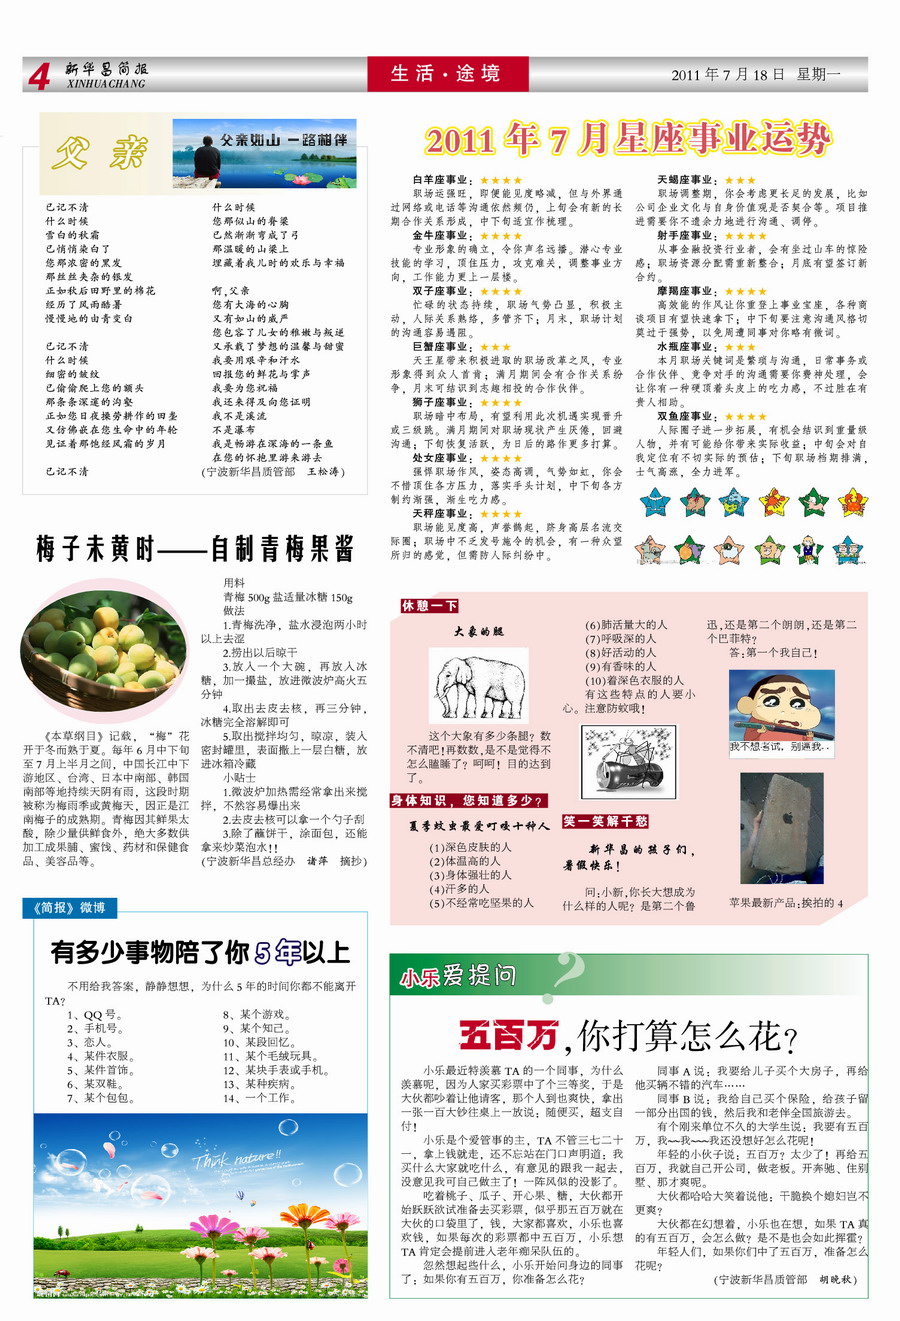 4
新华昌简报
XINHUACHANG
生活·途境
2011 年 7 月 18 日 星期一
父 亲
父亲如山 一路相伴
已记不清
什么时候
雪白的秋霜
已悄悄染白了
您那浓密的黑发
那丝丝夹杂的银发
正如秋后田野里的棉花
经历了风雨酷暑
慢慢地由青变白
已记不清
什么时候
细密的皱纹
已偷偷爬上您的额头
那条条深邃的沟壑
正如您日夜操劳耕作的田垄
又仿佛嵌在您生命中的年轮
见证着那饱经风霜的岁月
已记不清
什么时候
您那似山的脊梁
已然渐渐弯成了弓
那温暖的山梁上
埋藏着我儿时的欢乐与幸福
啊,父亲
您有大海的心胸
又有如山的威严
您包容了儿女的稚嫩与叛逆
又承载了梦想的温馨与甜蜜
我要用艰辛和汗水
回报您的鲜花与掌声
我要为您祝福
我还来得及向您证明
我不是溪流
不是瀑布
我是畅游在深海的一条鱼
在您的怀抱里游来游去
(宁波新华昌质管部 王松涛)
2011 年 7 月星座事业运势
白羊座事业：★★★★
职场运强旺，即便能见度略减，但与外界通
过网络或电话等沟通依然频仍，上旬会有新的长
期合作关系形成，中下旬适宜作梳理。
金牛座事业：★★★★
专业形象的确立，令你声名远播。潜心专业
技能的学习，顶住压力，攻克难关，调整事业方
向，工作能力更上一层楼。
双子座事业：★★★★
忙碌的状态持续，职场气势凸显，积极主
动，人际关系熟络，多管齐下；月末，职场计划
的沟通容易遇阻。
巨蟹座事业：★★★
天王星带来积极进取的职场改革之风，专业
形象得到众人首肯；满月期间会有合作关系纷
争，月末可结识到志趣相投的合作伙伴。
狮子座事业：★★★★
职场暗中布局，有望利用此次机遇实现晋升
或三级跳。满月期间对职场现状产生厌倦，回避
沟通；下旬恢复活跃，为日后的路作更多打算。
处女座事业：★★★★
强悍职场作风，姿态高调，气势如虹，你会
不惜顶住各方压力，落实手头计划，中下旬各方
制约渐强，渐生吃力感。
天秤座事业：★★★★
职场能见度高，声誉鹊起，跻身高层名流交
际圈；职场中不乏发号施令的机会，有一种众望
所归的感觉，但需防人际纠纷中。
天蝎座事业：★★★
职场调整期，你会考虑更长足的发展，比如
公司企业文化与自身价值观是否契合等。项目推
进需要你不遗余力地进行沟通、调停。
射手座事业：★★★★
从事金融投资行业者，会有坐过山车的惊险
感；职场资源分配需重新整合；月底有望签订新
合约。
摩羯座事业：★★★★
高效能的作风让你重登上事业宝座，各种商
谈项目有望快速拿下；中下旬要注意沟通风格切
莫过于强势，以免周遭同事对你略有微词。
水瓶座事业：★★★
本月职场关键词是繁琐与沟通，日常事务或
合作伙伴、竞争对手的沟通需要你费神处理，会
让你有一种硬顶着头皮上的吃力感，不过胜在有
贵人相助。
双鱼座事业：★★★★
人际圈子进一步拓展，有机会结识到重量级
人物，并有可能给你带来实际收益；中旬会对自
我定位有不切实际的预估；下旬职场档期排满，
士气高涨，全力进军。
梅子未黄时——自制青梅果酱
《本草纲目》记载，“梅”花
开于冬而熟于夏。每年 6 月中下旬
至 7 月上半月之间，中国长江中下
游地区、台湾、日本中南部、韩国
南部等地持续天阴有雨，这段时期
被称为梅雨季或黄梅天，因正是江
南梅子的成熟期。青梅因其鲜果太
酸，除少量供鲜食外，绝大多数供
加工成果脯、蜜饯、药材和保健食
品、美容品等。
用料
青梅 500g 盐适量冰糖 150g
做法
1.青梅洗净，盐水浸泡两小时
以上去涩
2.捞出以后晾干
3.放入一个大碗，再放入冰
糖，加一撮盐，放进微波炉高火五
分钟
4.取出去皮去核，再三分钟，
冰糖完全溶解即可
5.取出搅拌均匀，晾凉，装人
密封罐里，表面撒上一层白糖，放
进冰箱冷藏
小贴士
1.微波炉加热需经常拿出来搅
拌，不然容易爆出来
2.去皮去核可以拿一个勺子刮
3.除了蘸饼干，涂面包，还能
拿来炒菜泡水!!
(宁波新华昌总经办 诸萍 摘抄)
休憩一下
大象的腿
这个大象有多少条腿？数
不清吧!再数数,是不是觉得不
怎么瞌睡了？呵呵！目的达到
了。
身体知识，您知道多少？
夏季蚊虫最爱叮咬十种人
(1)深色皮肤的人
(2)体温高的人
(3)身体强壮的人
(4)汗多的人
(5)不经常吃坚果的人
(6)肺活量大的人
(7)呼吸深的人
(8)好活动的人
(9)有香味的人
(10)着深色衣服的人
有这些特点的人要小
心。注意防蚊哦！
笑一笑解千愁
新华昌的孩子们，
暑假快乐！
问:小新,你长大想成为
什么样的人呢？是第二个鲁
迅,还是第二个朗朗,还是第二
个巴菲特？
答:第一个我自己！
我不想考试，别逼我..
苹果最新产品:挨拍的 4
《简报》微博
有多少事物陪了你 5 年以上
不用给我答案，静静想想，为什么 5 年的时间你都不能离开
TA？
1、QQ 号。
2、手机号。
3、恋人。
4、某件衣服。
5、某件首饰。
6、某双鞋。
7、某个包包。
8、某个游戏。
9、某个知己。
10、某段回忆。
11、某个毛绒玩具。
12、某块手表或手机。
13、某种疾病。
14、一个工作。
Think nature!!
小乐爱提问
?
五百万,你打算怎么花？
小乐最近特羡慕 TA 的一个同事，为什么
羡慕呢，因为人家买彩票中了个三等奖，于是
大伙都吵着让他请客，那个人到也爽快，拿出
一张一百大钞往桌上一放说：随便买，超支自
付！
小乐是个爱管事的主，TA 不管三七二十
一，拿上钱就走，还不忘站在门口声明道：我
买什么大家就吃什么，有意见的跟我一起去，
没意见我可自己做主了！一阵风似的没影了。
吃着桃子、瓜子、开心果、糖，大伙都开
始跃跃欲试准备去买彩票，似乎那五百万就在
大伙的口袋里了，钱，大家都喜欢，小乐也喜
欢钱，如果每次的彩票都中五百万，小乐想
TA 肯定会提前进入老年痴呆队伍的。
忽然想起些什么，小乐开始问身边的同事
了：如果你有五百万，你准备怎么花？
同事 A 说：我要给儿子买个大房子，再给
他买辆不错的汽车……
同事 B 说：我给自己买个保险，给孩子留
一部分出国的钱，然后我和老伴全国旅游去。
有个刚来单位不久的大学生说：我要有五百
万，我~~我~~~我还没想好怎么花呢！
年轻的小伙子说：五百万？太少了！再给五
百万，我就自己开公司，做老板。开奔驰、住别
墅、那才爽呢。
大伙都哈哈大笑着说他：干脆换个媳妇岂不
更爽？
大伙都在幻想着，小乐也在想，如果 TA 真
的有五百万，会怎么做？是不是也会如此挥霍？
年轻人们，如果你们中了五百万，准备怎么
花呢？
(宁波新华昌质管部 胡晚秋)